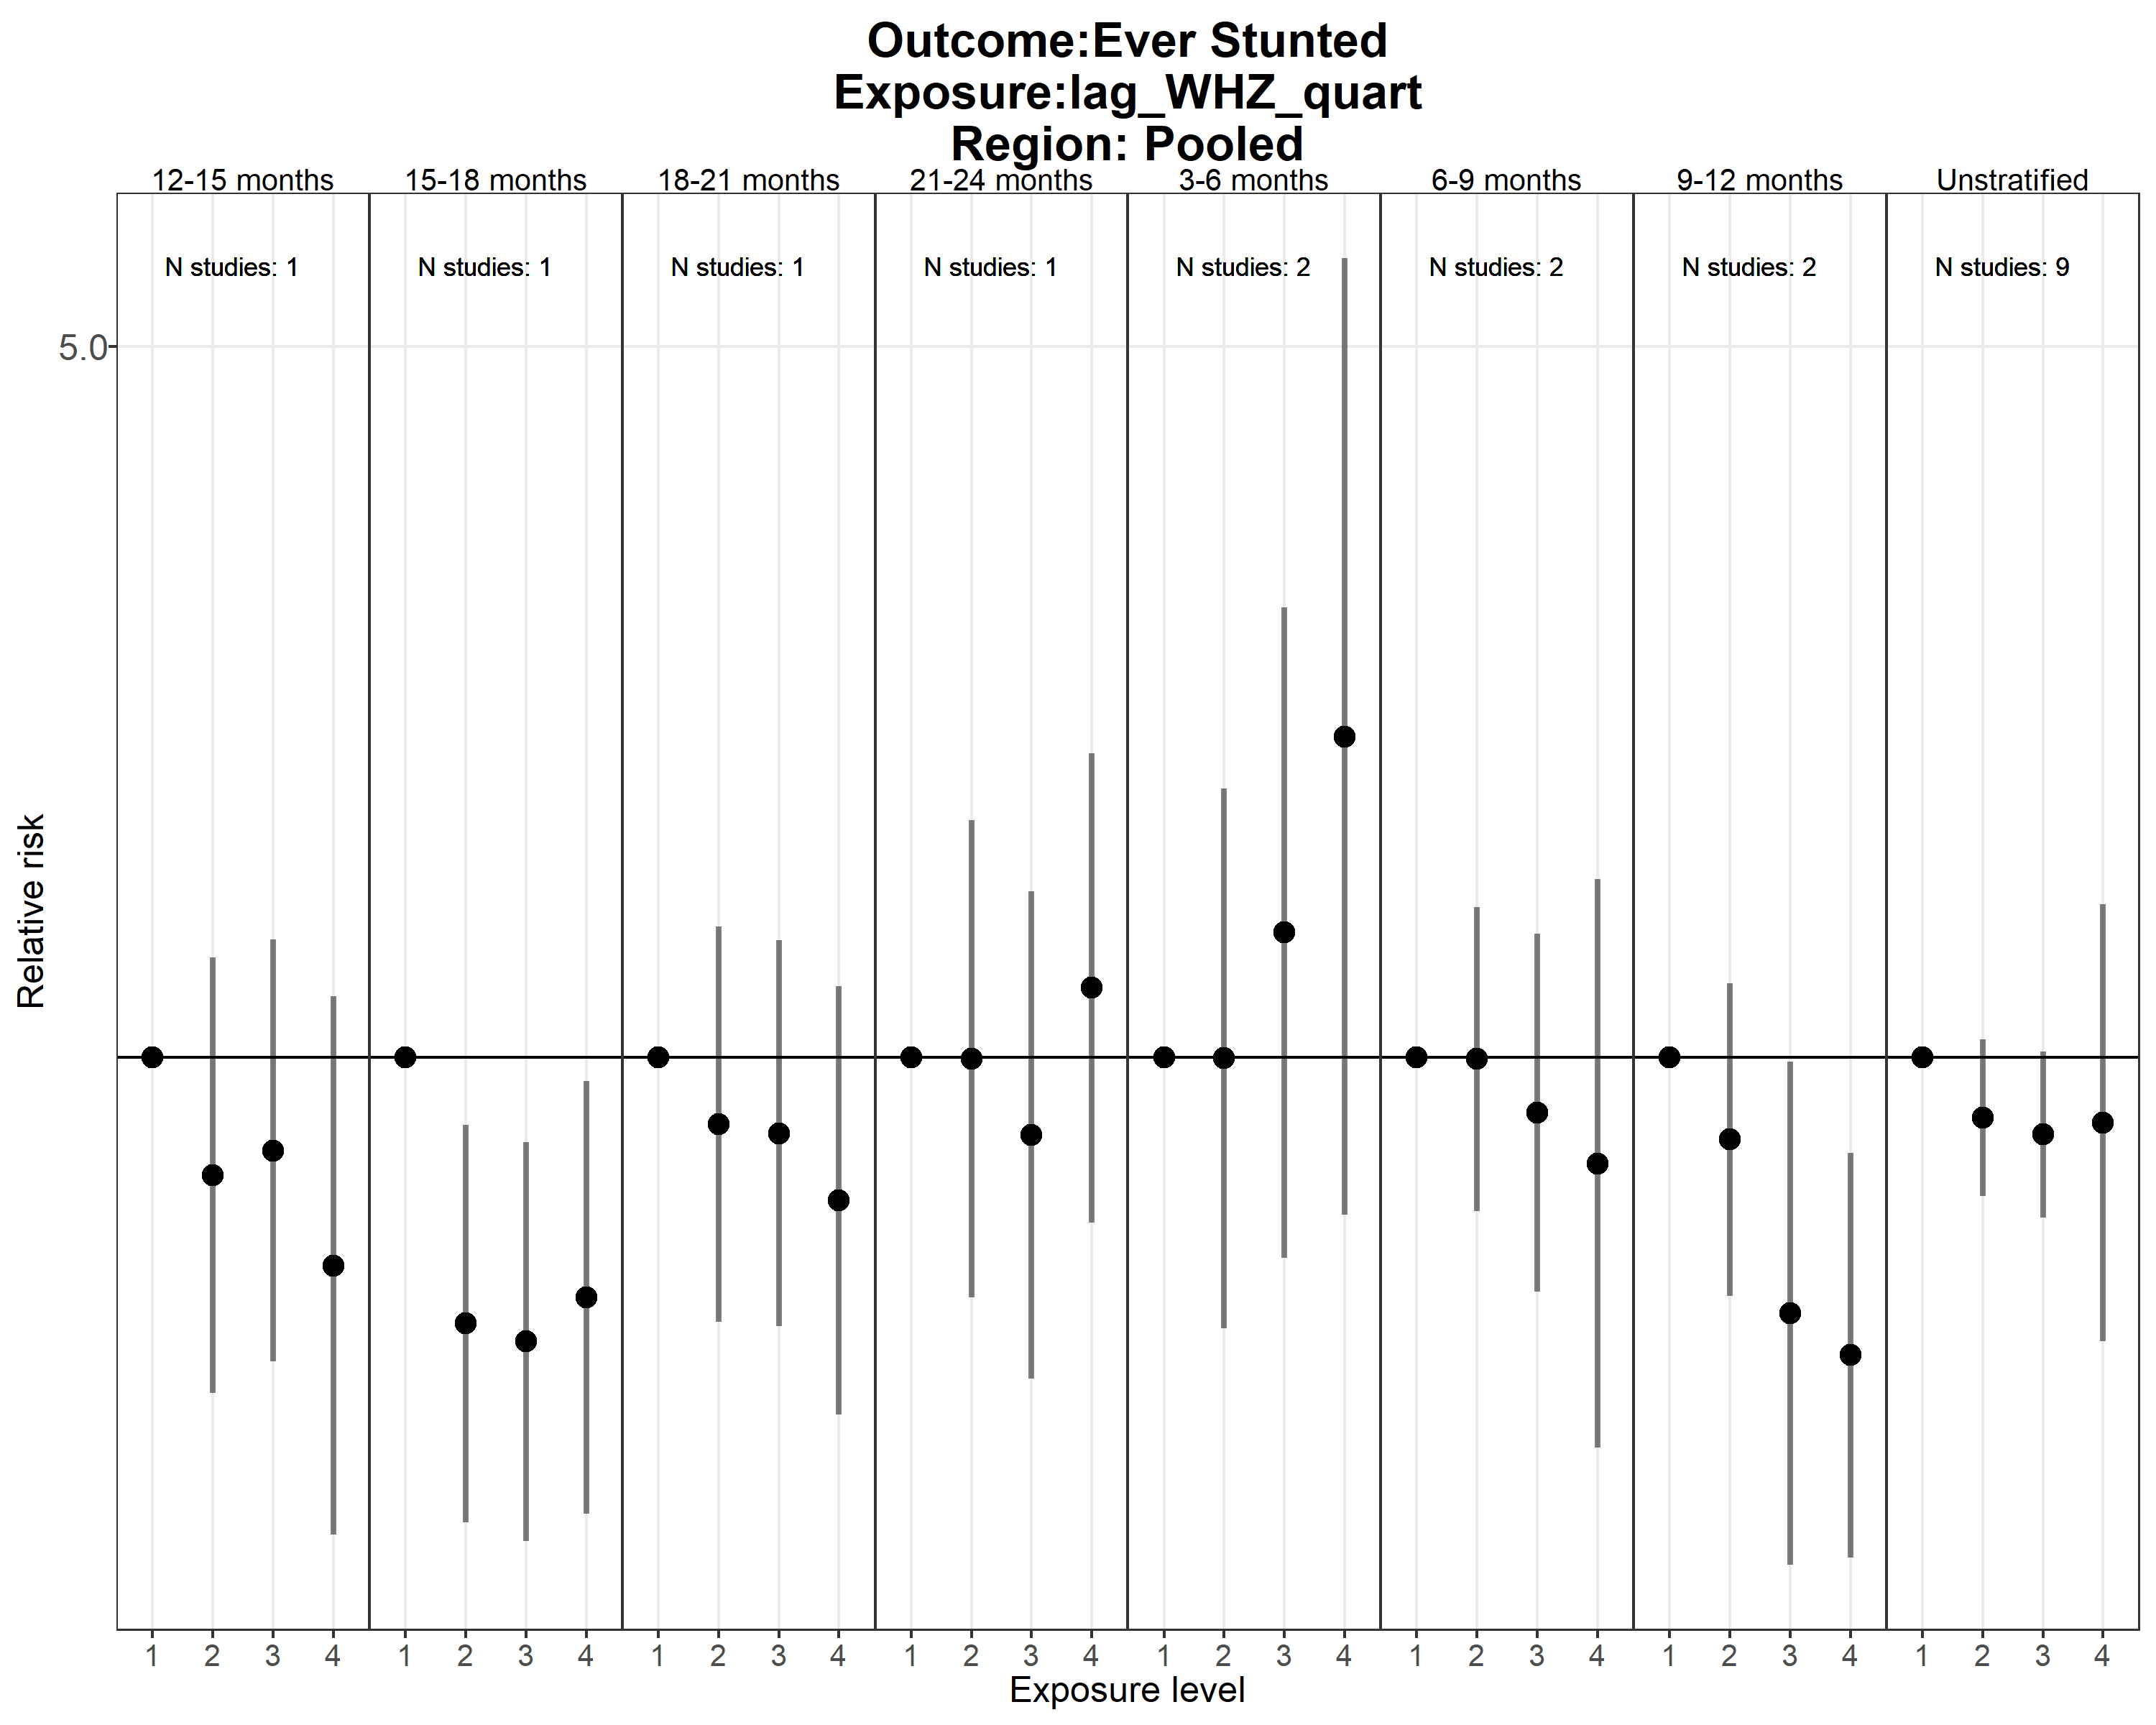 Outcome:Ever Stunted
Exposure:lag_WHZ_quart
Region: Pooled
12-15 months 15-18 months 18-21 months 21-24 months 3-6 months 6-9 months 9-12 months Unstratified
N studies: 1 N studies: 1 N studies: 1 N studies: 1 N studies: 2 N studies: 2 N studies: 2 N studies: 9
5.0
Relative risk
1 2 3 4 1 2 3 4 1 2 3 4 1 2 3 4 1 2 3 4 1 2 3 4 1 2 3 4 1 2 3 4
Exposure level